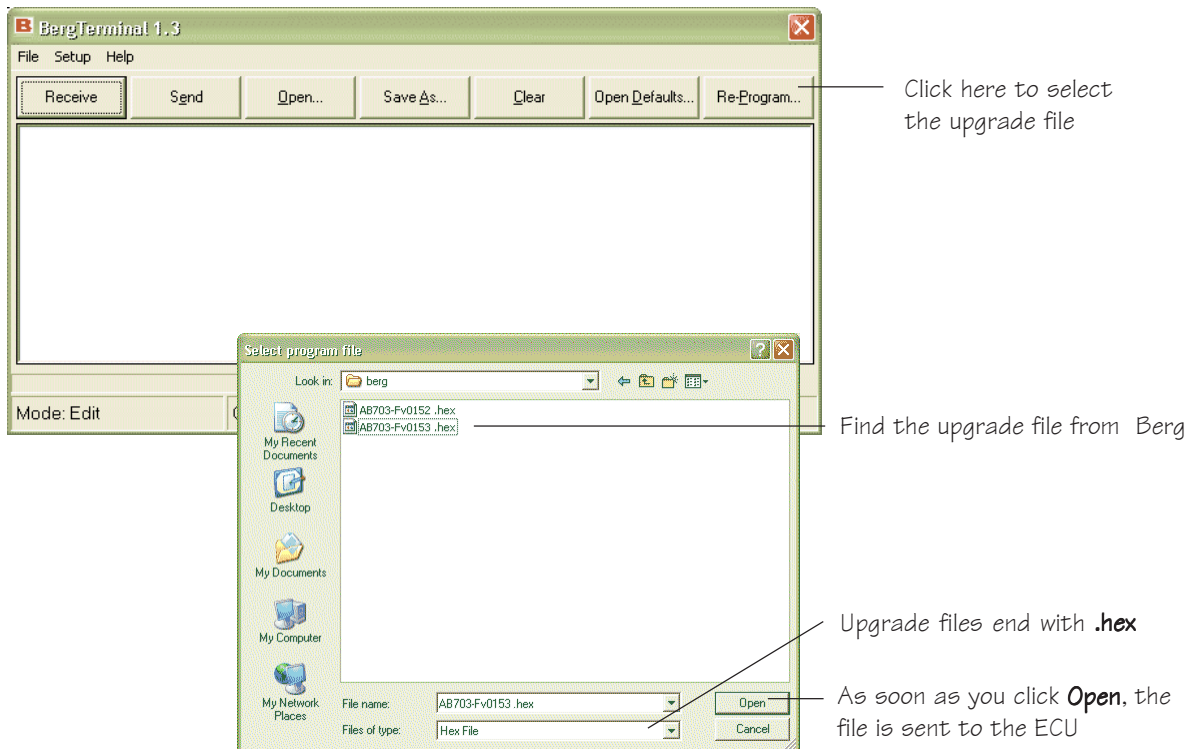 BergTerminal 1.3
File Setup Help
Receive Send Open... Save As... Clear Open Defaults... Re-Program...
Click here to select
the upgrade file
Mode: Edit
Select program file
Look in: berg
AB703-Fv0152 .hex
AB703-Fv0153 .hex
Find the upgrade file from Berg
My Recent
Documents
Desktop
My Documents
My Computer
My Network
Places
Upgrade files end with .hex
File name: AB703-Fv0153 .hex Open
Files of type: Hex File Cancel
As soon as you click Open, the
file is sent to the ECU